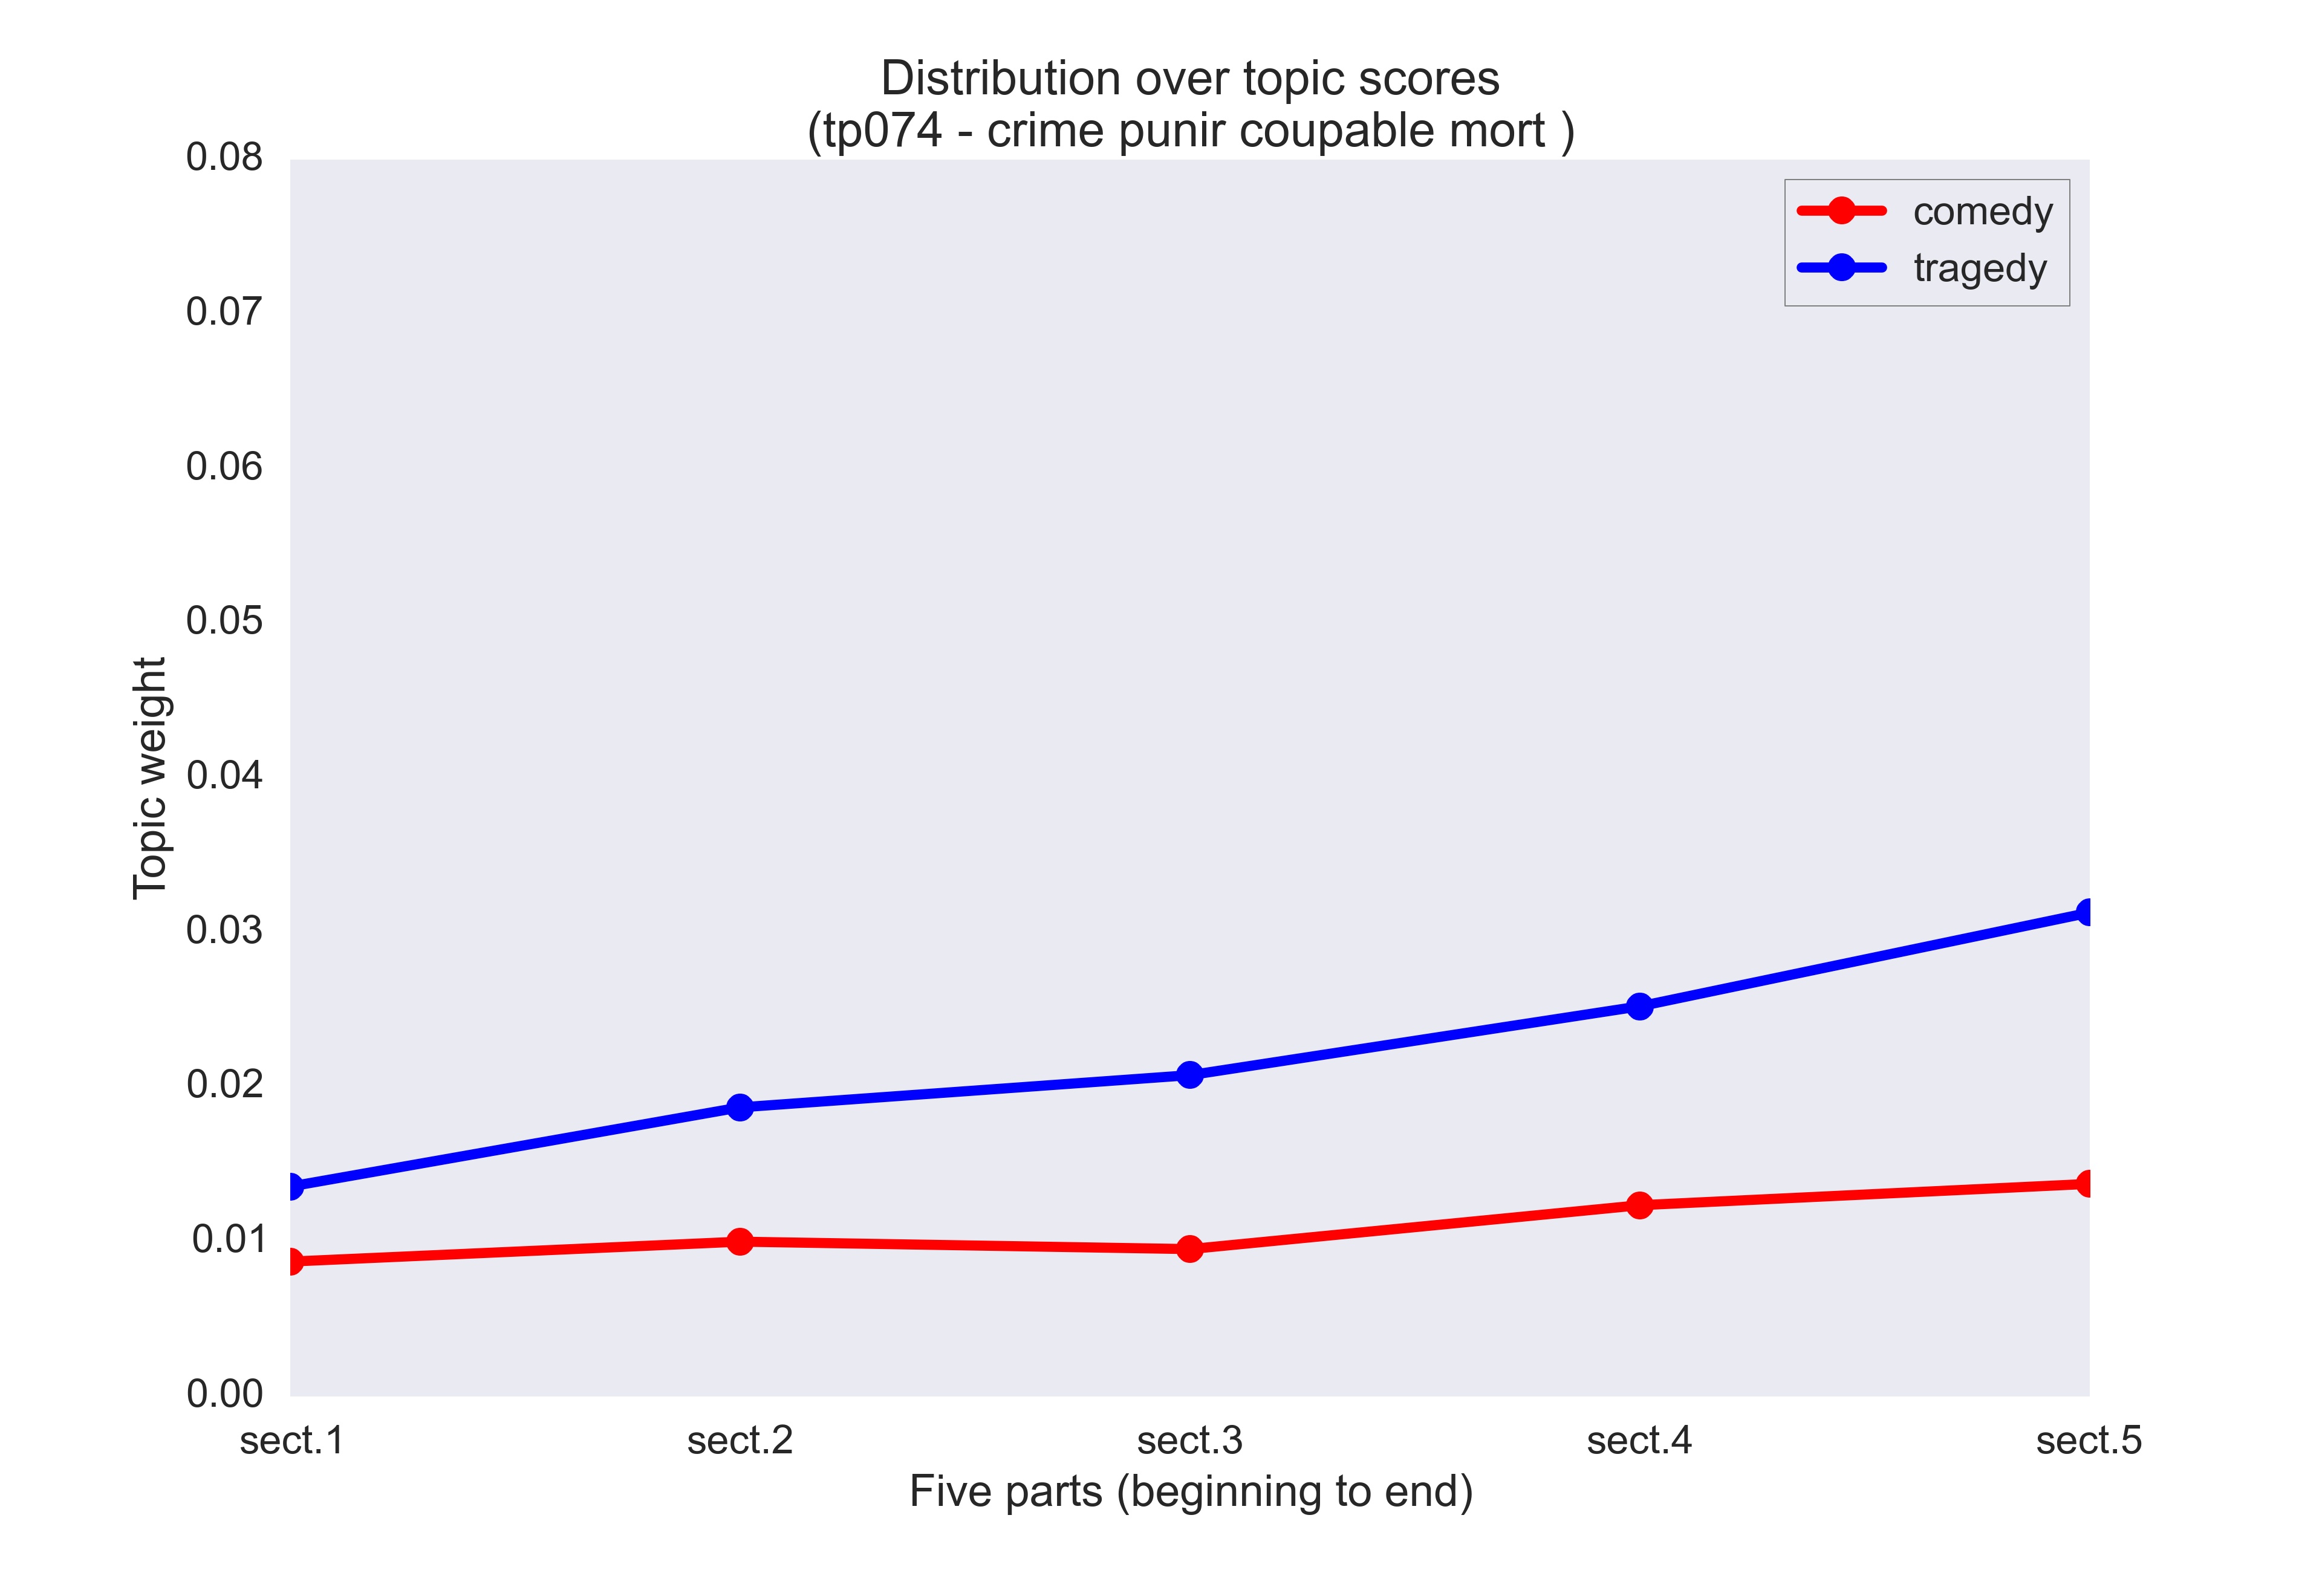 Distribution over topic scores
(tp074 - crime punir coupable mort )
comedy
tragedy
0.08
0.07
0.06
0.05
0.04
0.03
0.02
0.01
0.00
Topic weight
sect.1 sect.2 sect.3 sect.4 sect.5
Five parts (beginning to end)